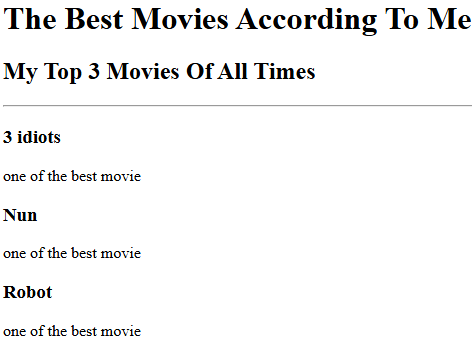 The Best Movies According To Me
My Top 3 Movies Of All Times
3 idiots
one of the best movie
Nun
one of the best movie
Robot
one of the best movie